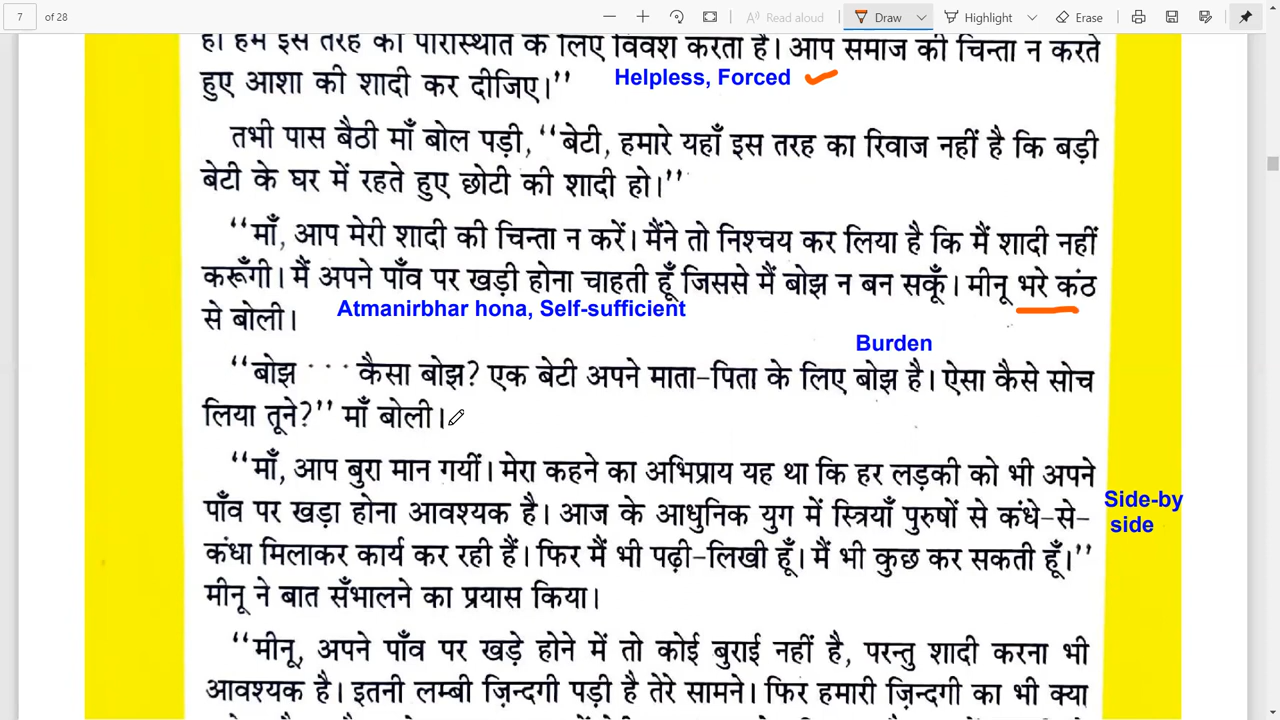 7 of 28
Read aloud
Draw
Highlight
Erase
है। हमें इस तरह की परिस्थिति के लिए विवश करता है। आप समाज की चिन्ता न करते
हुए आशा की शादी कर दीजिए।”
Helpless, Forced
तभी पास बैठी माँ बोल पड़ी, “बेटी, हमारे यहाँ इस तरह का रिवाज नहीं है कि बड़ी
बेटी के घर में रहते हुए छोटी की शादी हो।”
“माँ, आप मेरी शादी की चिन्ता न करें। मैंने तो निश्चय कर लिया है कि मैं शादी नहीं
करूँगी। मैं अपने पाँव पर खड़ी होना चाहती हूँ जिससे मैं बोझ न बन सकूँ। मीनू भरे कंठ
Atmanirbhar hona, Self-sufficient
से बोली।
Burden
“बोझ ··· कैसा बोझ? एक बेटी अपने माता-पिता के लिए बोझ है। ऐसा कैसे सोच
लिया तूने?” माँ बोली।
“माँ, आप बुरा मान गयीं। मेरा कहने का अभिप्राय यह था कि हर लड़की को भी अपने
पाँव पर खड़ा होना आवश्यक है। आज के आधुनिक युग में स्त्रियाँ पुरुषों से कंधे-से-
Side-by
side
कंधा मिलाकर कार्य कर रही हैं। फिर मैं भी पढ़ी-लिखी हूँ। मैं भी कुछ कर सकती हूँ।”
मीनू ने बात सँभालने का प्रयास किया।
“मीनू, अपने पाँव पर खड़े होने में तो कोई बुराई नहीं है, परन्तु शादी करना भी
आवश्यक है। इतनी लम्बी ज़िन्दगी पड़ी है तेरे सामने। फिर हमारी ज़िन्दगी का भी क्या